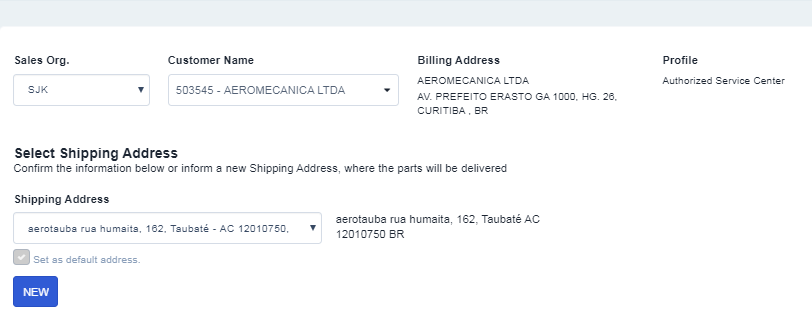 Sales Org.
Customer Name
Billing Address
Profile
SJK
503545 - AEROMECANICA LTDA
AEROMECANICA LTDA
AV. PREFEITO ERASTO GA 1000, HG. 26,
CURITIBA , BR
Authorized Service Center
Select Shipping Address
Confirm the information below or inform a new Shipping Address, where the parts will be delivered
Shipping Address
aerotauba rua humaita, 162, Taubaté - AC 12010750,
aerotauba rua humaita, 162, Taubaté AC
12010750 BR
Set as default address.
NEW